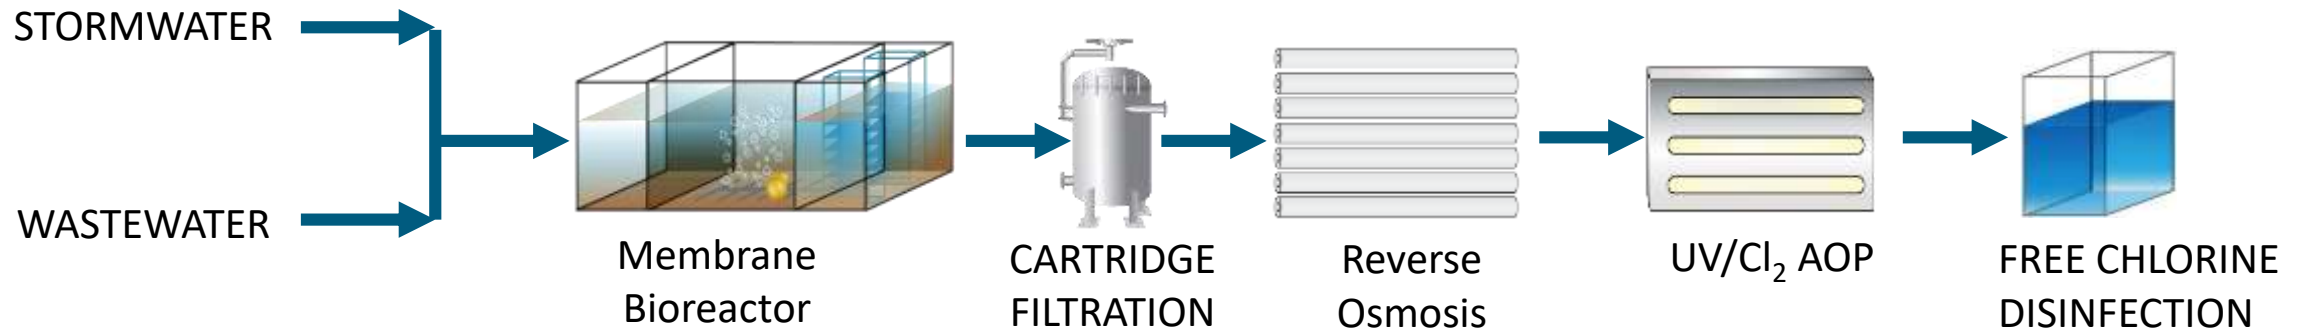 STORMWATER
WASTEWATER
Membrane
Bioreactor
CARTRIDGE
FILTRATION
Reverse
Osmosis
UV/Cl₂ AOP
FREE CHLORINE
DISINFECTION